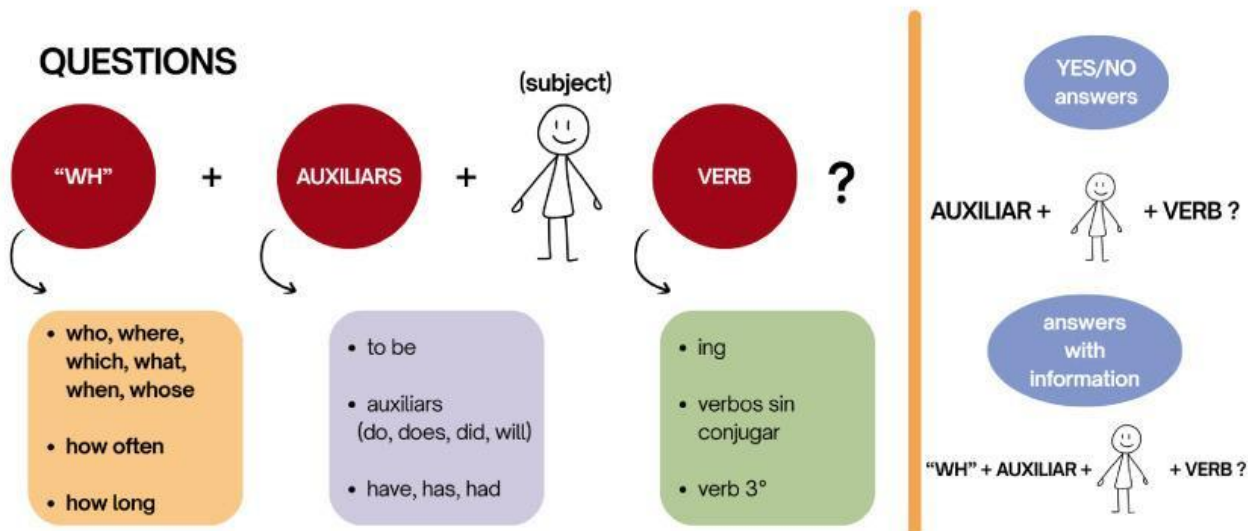 QUESTIONS
(subject)
“WH”
+
AUXILIARS
+
VERB
?
• who, where,
which, what,
when, whose
• how often
• how long
• to be
• auxiliars
(do, does, did, will)
• have, has, had
• ing
• verbos sin
conjugar
• verb 3°
YES/NO
answers
AUXILIAR + + VERB ?
answers
with
information
“WH” + AUXILIAR + + VERB ?